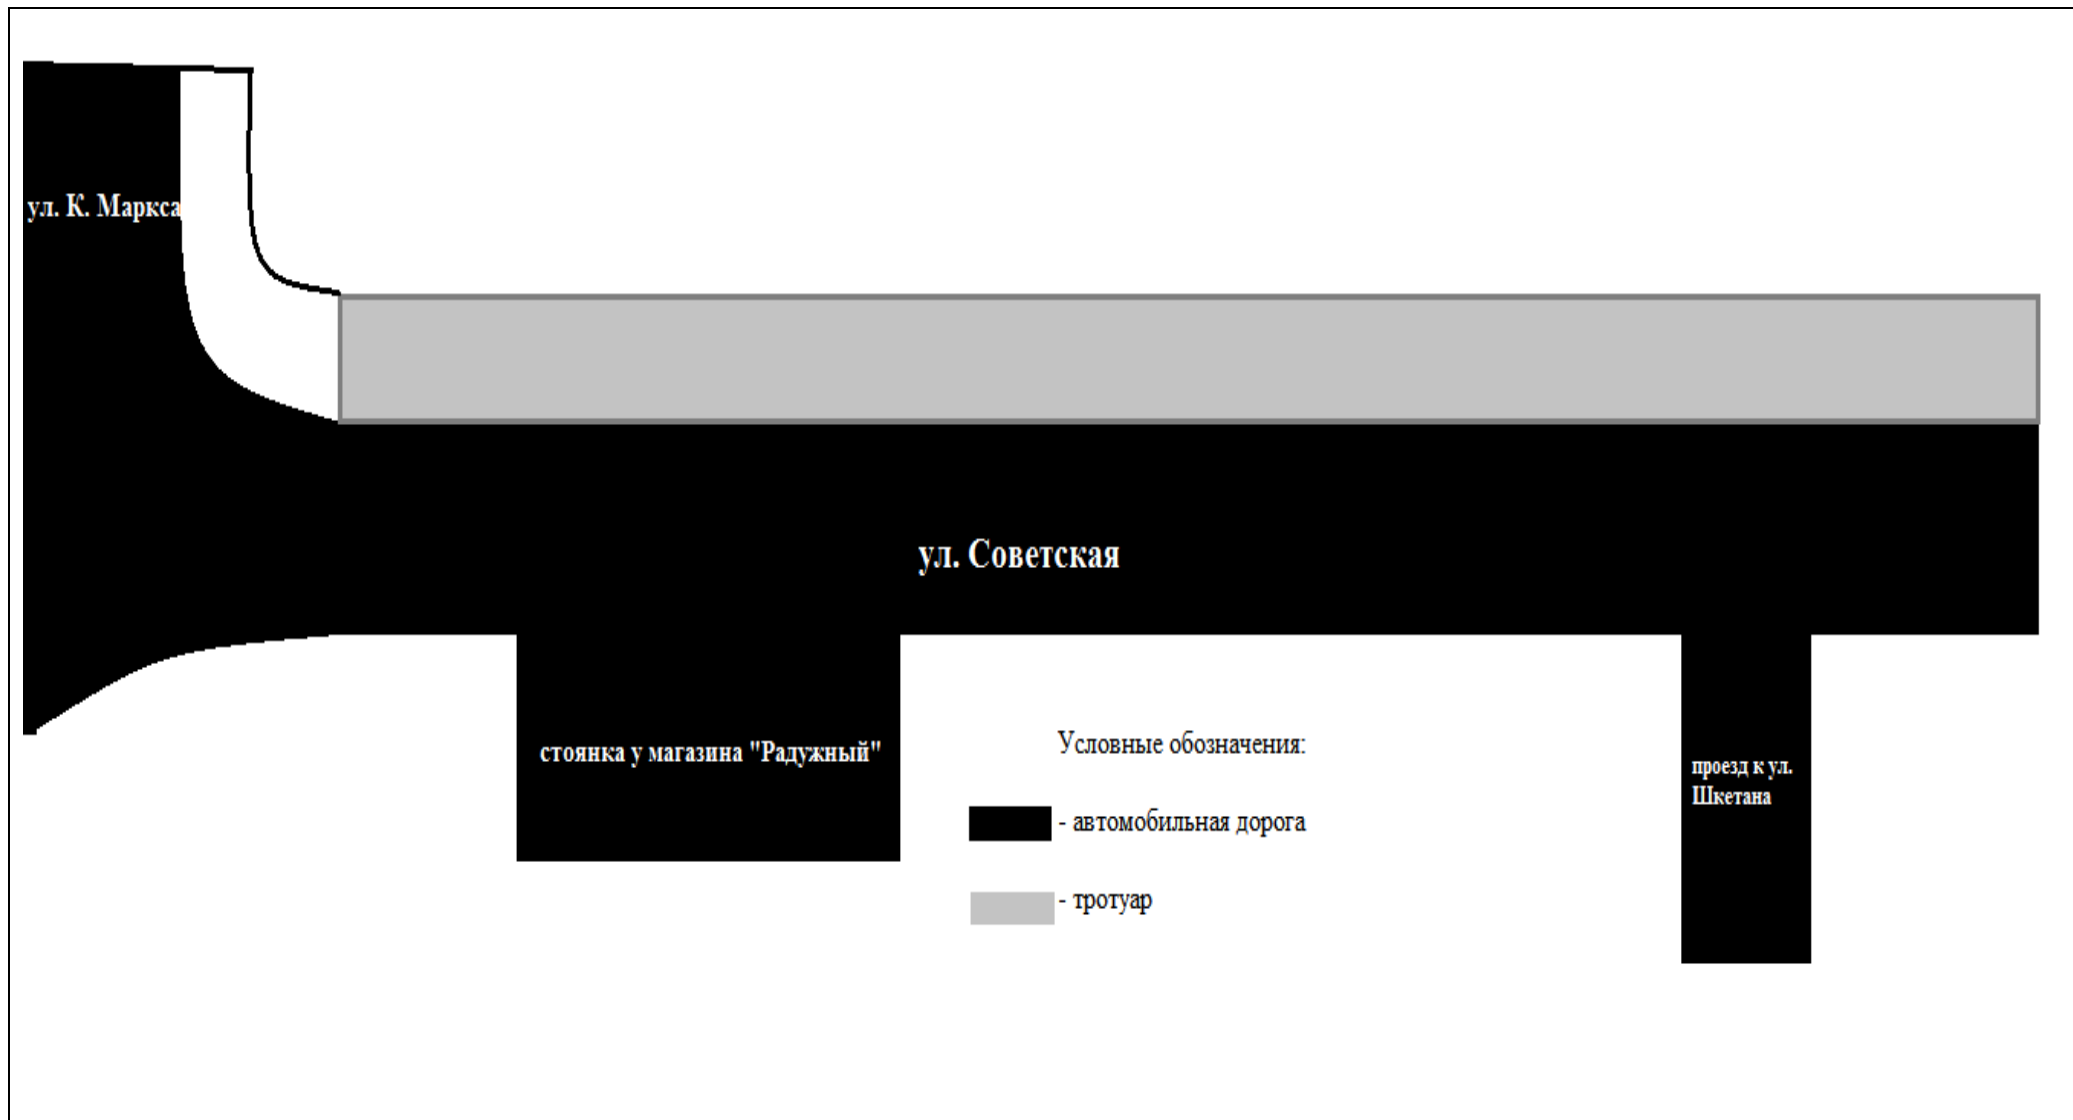 ул. К. Маркса
ул. Советская
стоянка у магазина "Радужный"
Условные обозначения:
- автомобильная дорога
- тротуар
проезд к ул.
Шкетана